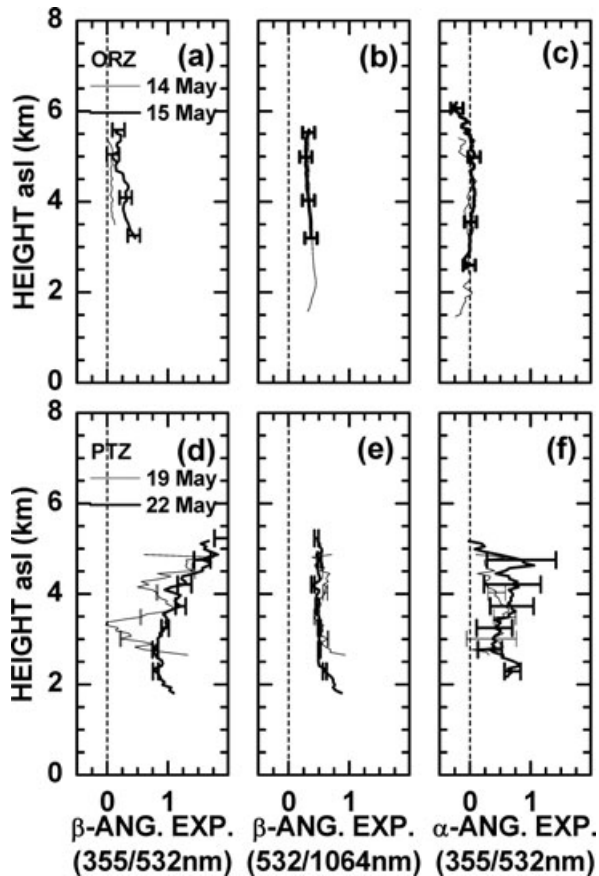 8
6
4
2
0
HEIGHT asl (km)
ORZ
14 May
15 May
(a)
(b)
(c)
8
6
4
2
0
HEIGHT asl (km)
PTZ
19 May
22 May
(d)
(e)
(f)
0 1 0 1 0 1
β-ANG. EXP. β-ANG. EXP. α-ANG. EXP.
(355/532nm) (532/1064nm) (355/532nm)